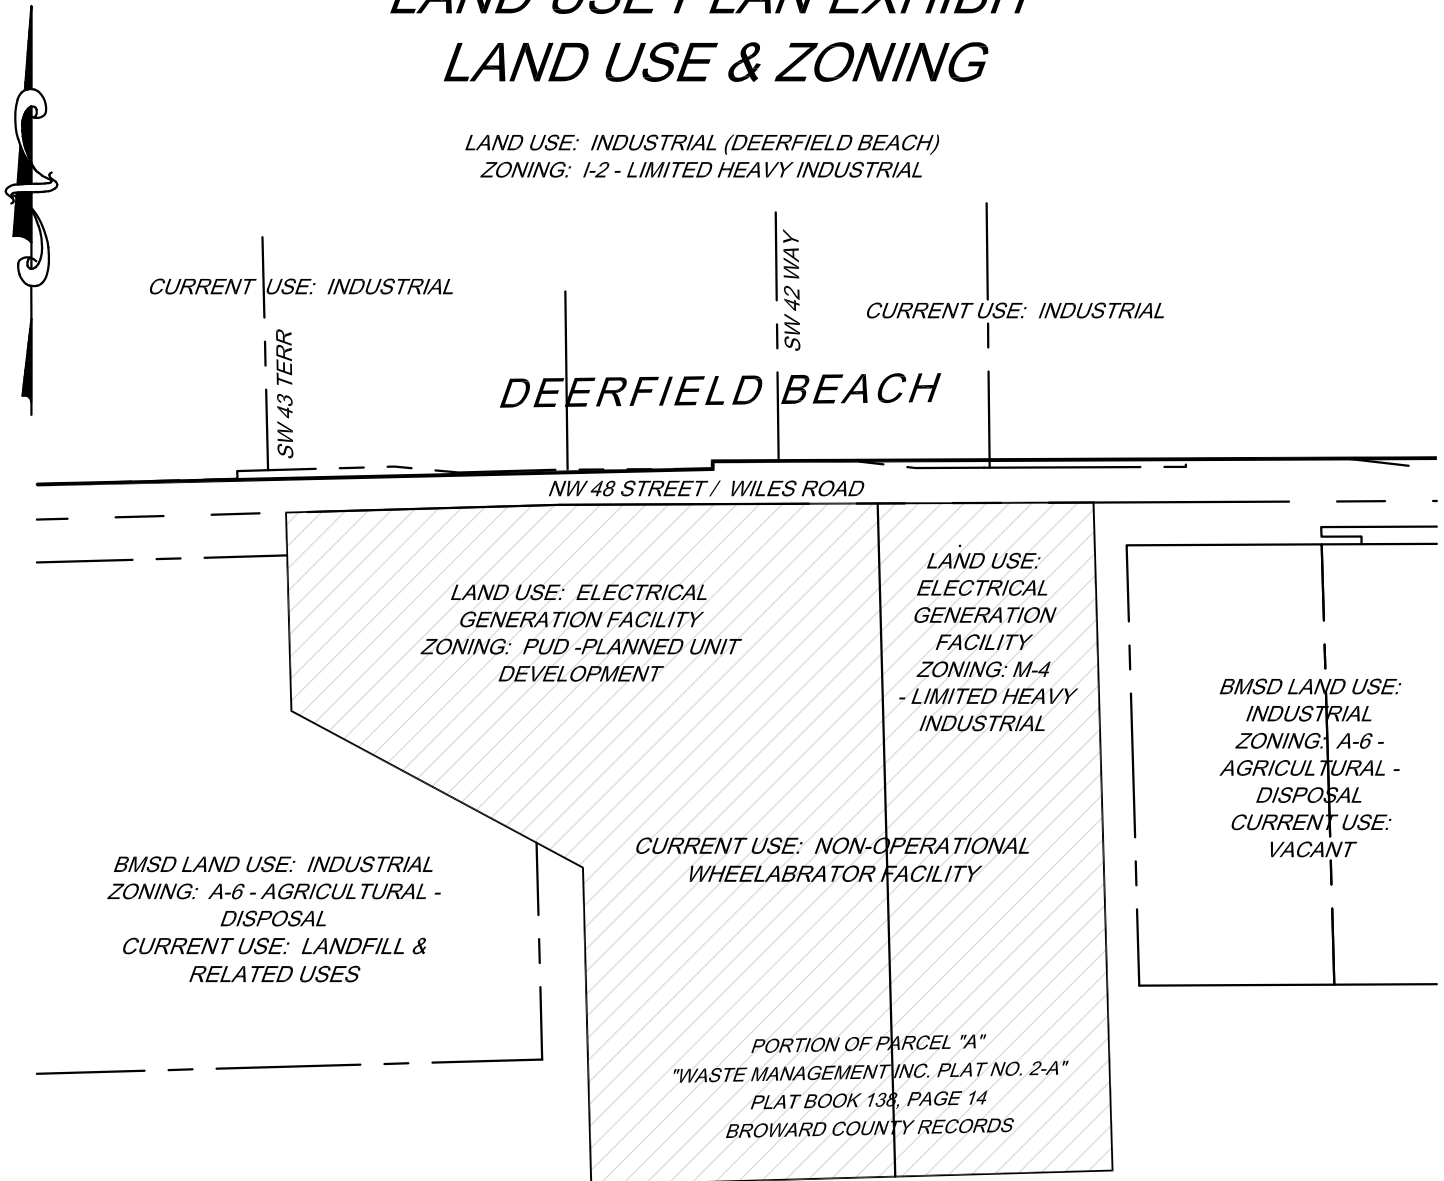 LAND USE PLAN EXHIBIT
LAND USE & ZONING
LAND USE: INDUSTRIAL (DEERFIELD BEACH)
ZONING: I-2 - LIMITED HEAVY INDUSTRIAL
CURRENT USE: INDUSTRIAL
SW 43 TERR
SW 42 WAY
CURRENT USE: INDUSTRIAL
DEERFIELD BEACH
NW 48 STREET / WILES ROAD
LAND USE: ELECTRICAL
GENERATION FACILITY
ZONING: PUD -PLANNED UNIT
DEVELOPMENT
LAND USE:
ELECTRICAL
GENERATION
FACILITY
ZONING: M-4
- LIMITED HEAVY
INDUSTRIAL
BMSD LAND USE:
INDUSTRIAL
ZONING: A-6 -
AGRICULTURAL -
DISPOSAL
CURRENT USE:
VACANT
CURRENT USE: NON-OPERATIONAL
WHEELABRATOR FACILITY
BMSD LAND USE: INDUSTRIAL
ZONING: A-6 - AGRICULTURAL -
DISPOSAL
CURRENT USE: LANDFILL &
RELATED USES
PORTION OF PARCEL "A"
"WASTE MANAGEMENT INC. PLAT NO. 2-A"
PLAT BOOK 138, PAGE 14
BROWARD COUNTY RECORDS